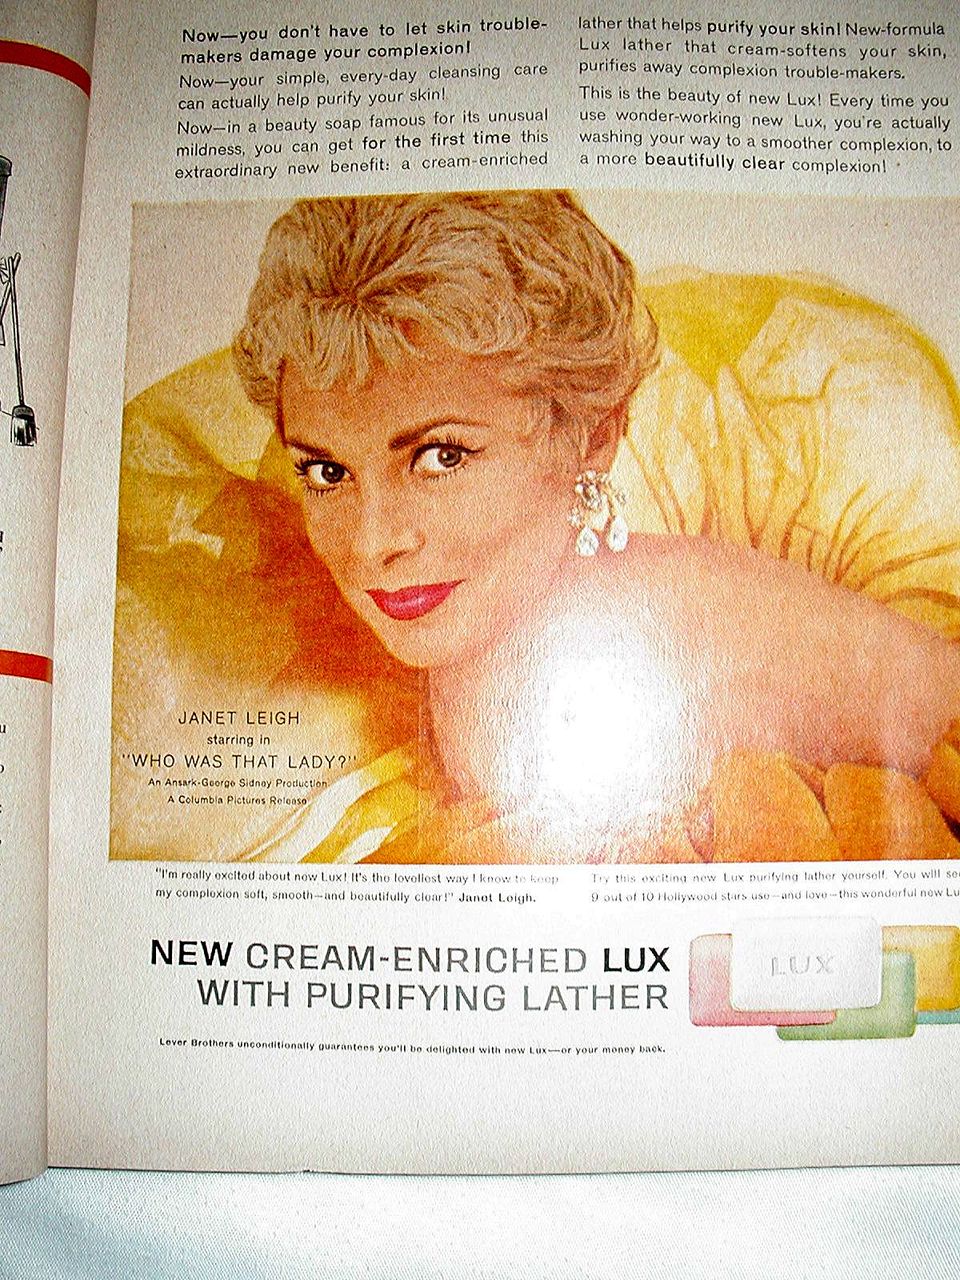 Now—you don't have to let skin trouble-
makers damage your complexion!
Now—your simple, every-day cleansing care
can actually help purify your skin!
Now—in a beauty soap famous for its unusual
mildness, you can get for the first time this
extraordinary new benefit: a cream-enriched
lather that helps purify your skin! New-formula
Lux lather that cream-softens your skin,
purifies away complexion trouble-makers.
This is the beauty of new Lux! Every time you
use wonder-working new Lux, you're actually
washing your way to a smoother complexion, to
a more beautifully clear complexion!
JANET LEIGH
starring in
"WHO WAS THAT LADY?"
An Ansark-George Sidney Production
A Columbia Pictures Release
"I'm really excited about new Lux! It's the loveliest way I know to keep
my complexion soft, smooth—and beautifully clear!" Janet Leigh.
Try this exciting new Lux purifying lather yourself. You will
9 out of 10 Hollywood stars use—and love—this wonderful new
NEW CREAM-ENRICHED LUX
WITH PURIFYING LATHER
LUX
Lever Brothers unconditionally guarantees you'll be delighted with new Lux—or your money back.